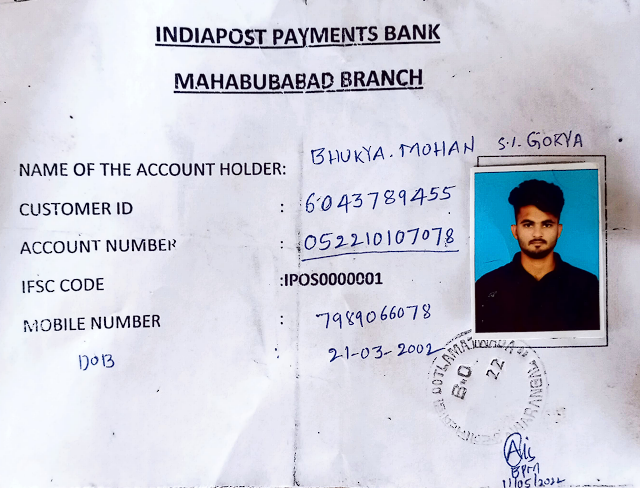 INDIAPOST PAYMENTS BANK
MAHABUBABAD BRANCH
NAME OF THE ACCOUNT HOLDER: BHUKYA. MOHAN S.I. GORYA
CUSTOMER ID : 6043789455
ACCOUNT NUMBER : 052210107078
IFSC CODE :IPOS0000001
MOBILE NUMBER : 7989066078
DOB : 21-03-2002
B.O
22
BPM
11/05/2022